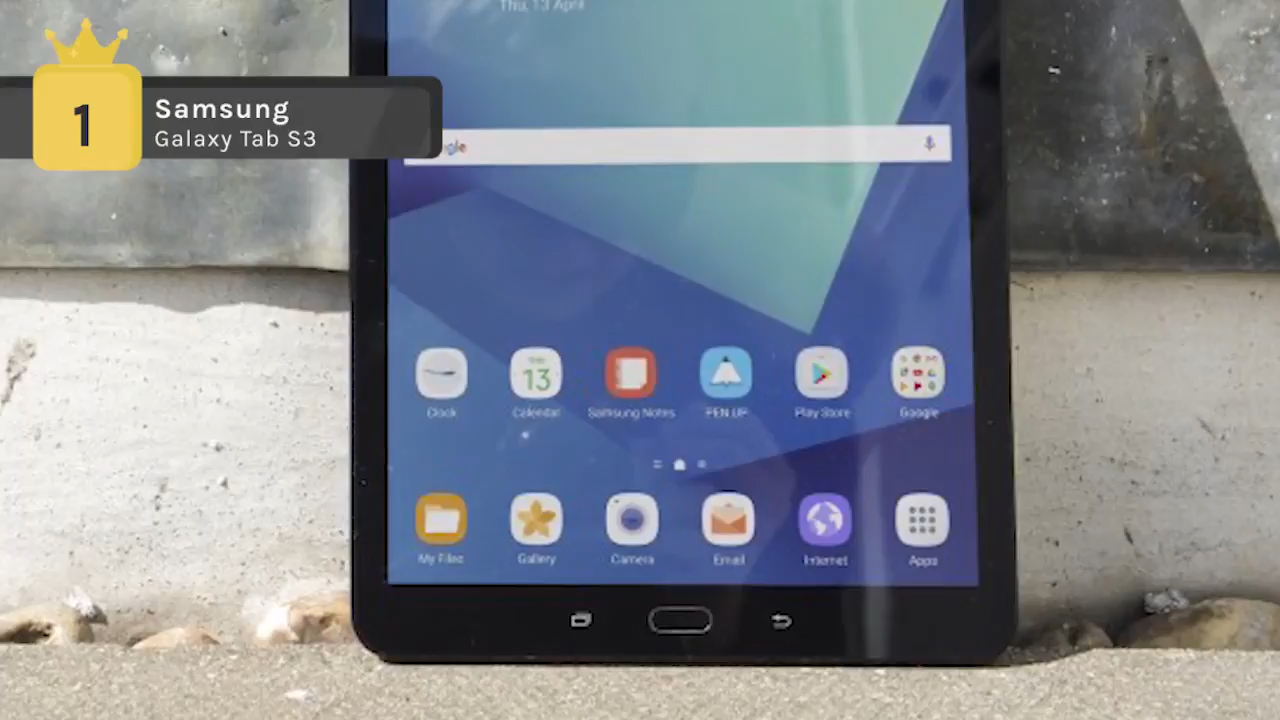 Thu, 13 April
1
Samsung
Galaxy Tab S3
gle
Clock
Calendar
Samsung Notes
PEN UP
Play Store
Google
13
My Files
Gallery
Camera
Email
Internet
Apps